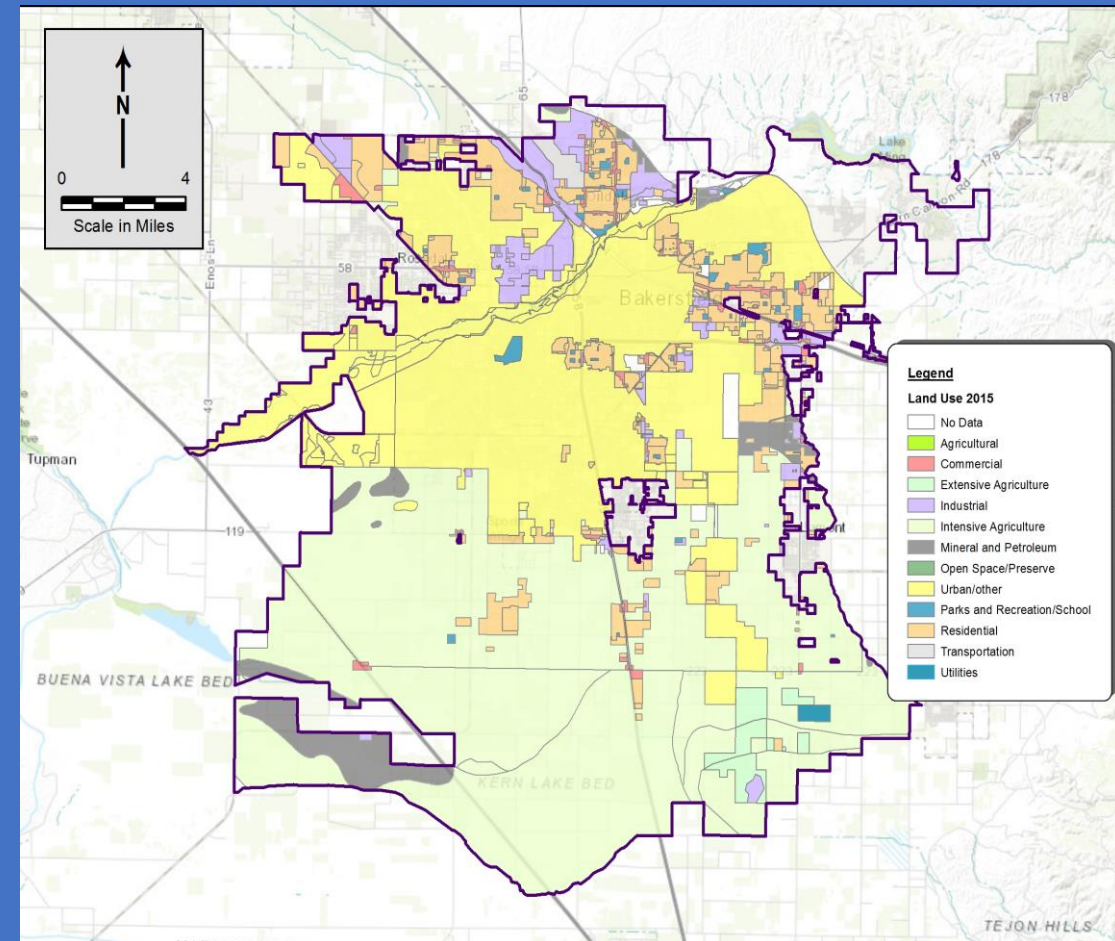 N
0 4
Scale in Miles
65
178
Lake
178
58
Enos-Ln
43
Tupman
119
BUENA VISTA LAKE BED
KERN LAKE BED
223
TEJON HILLS
Legend
Land Use 2015
No Data
Agricultural
Commercial
Extensive Agriculture
Industrial
Intensive Agriculture
Mineral and Petroleum
Open Space/Preserve
Urban/other
Parks and Recreation/School
Residential
Transportation
Utilities